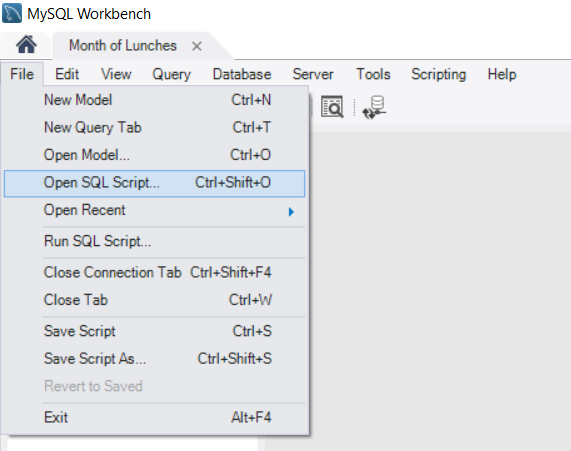 MySQL Workbench
Month of Lunches ×
File Edit View Query Database Server Tools Scripting Help
New Model Ctrl+N
New Query Tab Ctrl+T
Open Model... Ctrl+O
Open SQL Script... Ctrl+Shift+O
Open Recent
Run SQL Script...
Close Connection Tab Ctrl+Shift+F4
Close Tab Ctrl+W
Save Script Ctrl+S
Save Script As... Ctrl+Shift+S
Revert to Saved
Exit Alt+F4